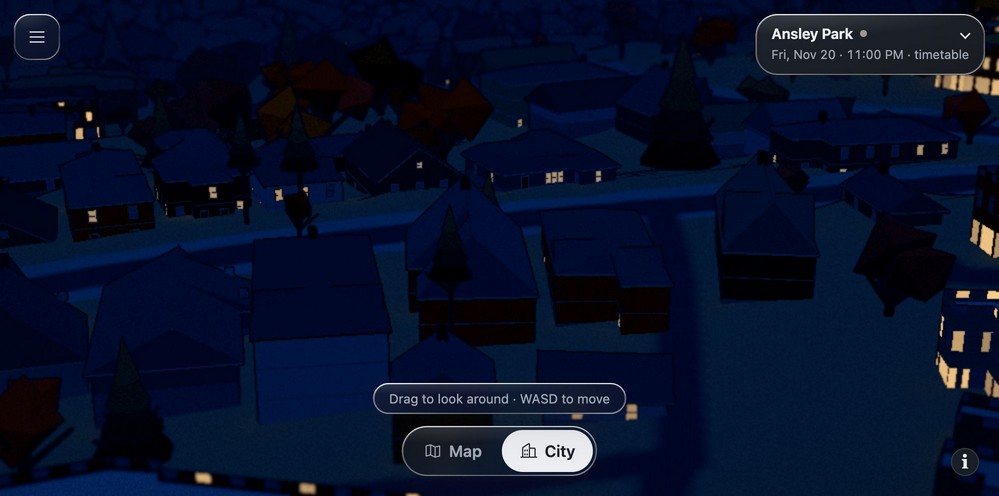 Ansley Park
Fri, Nov 20 · 11:00 PM · timetable
Drag to look around · WASD to move
Map
City